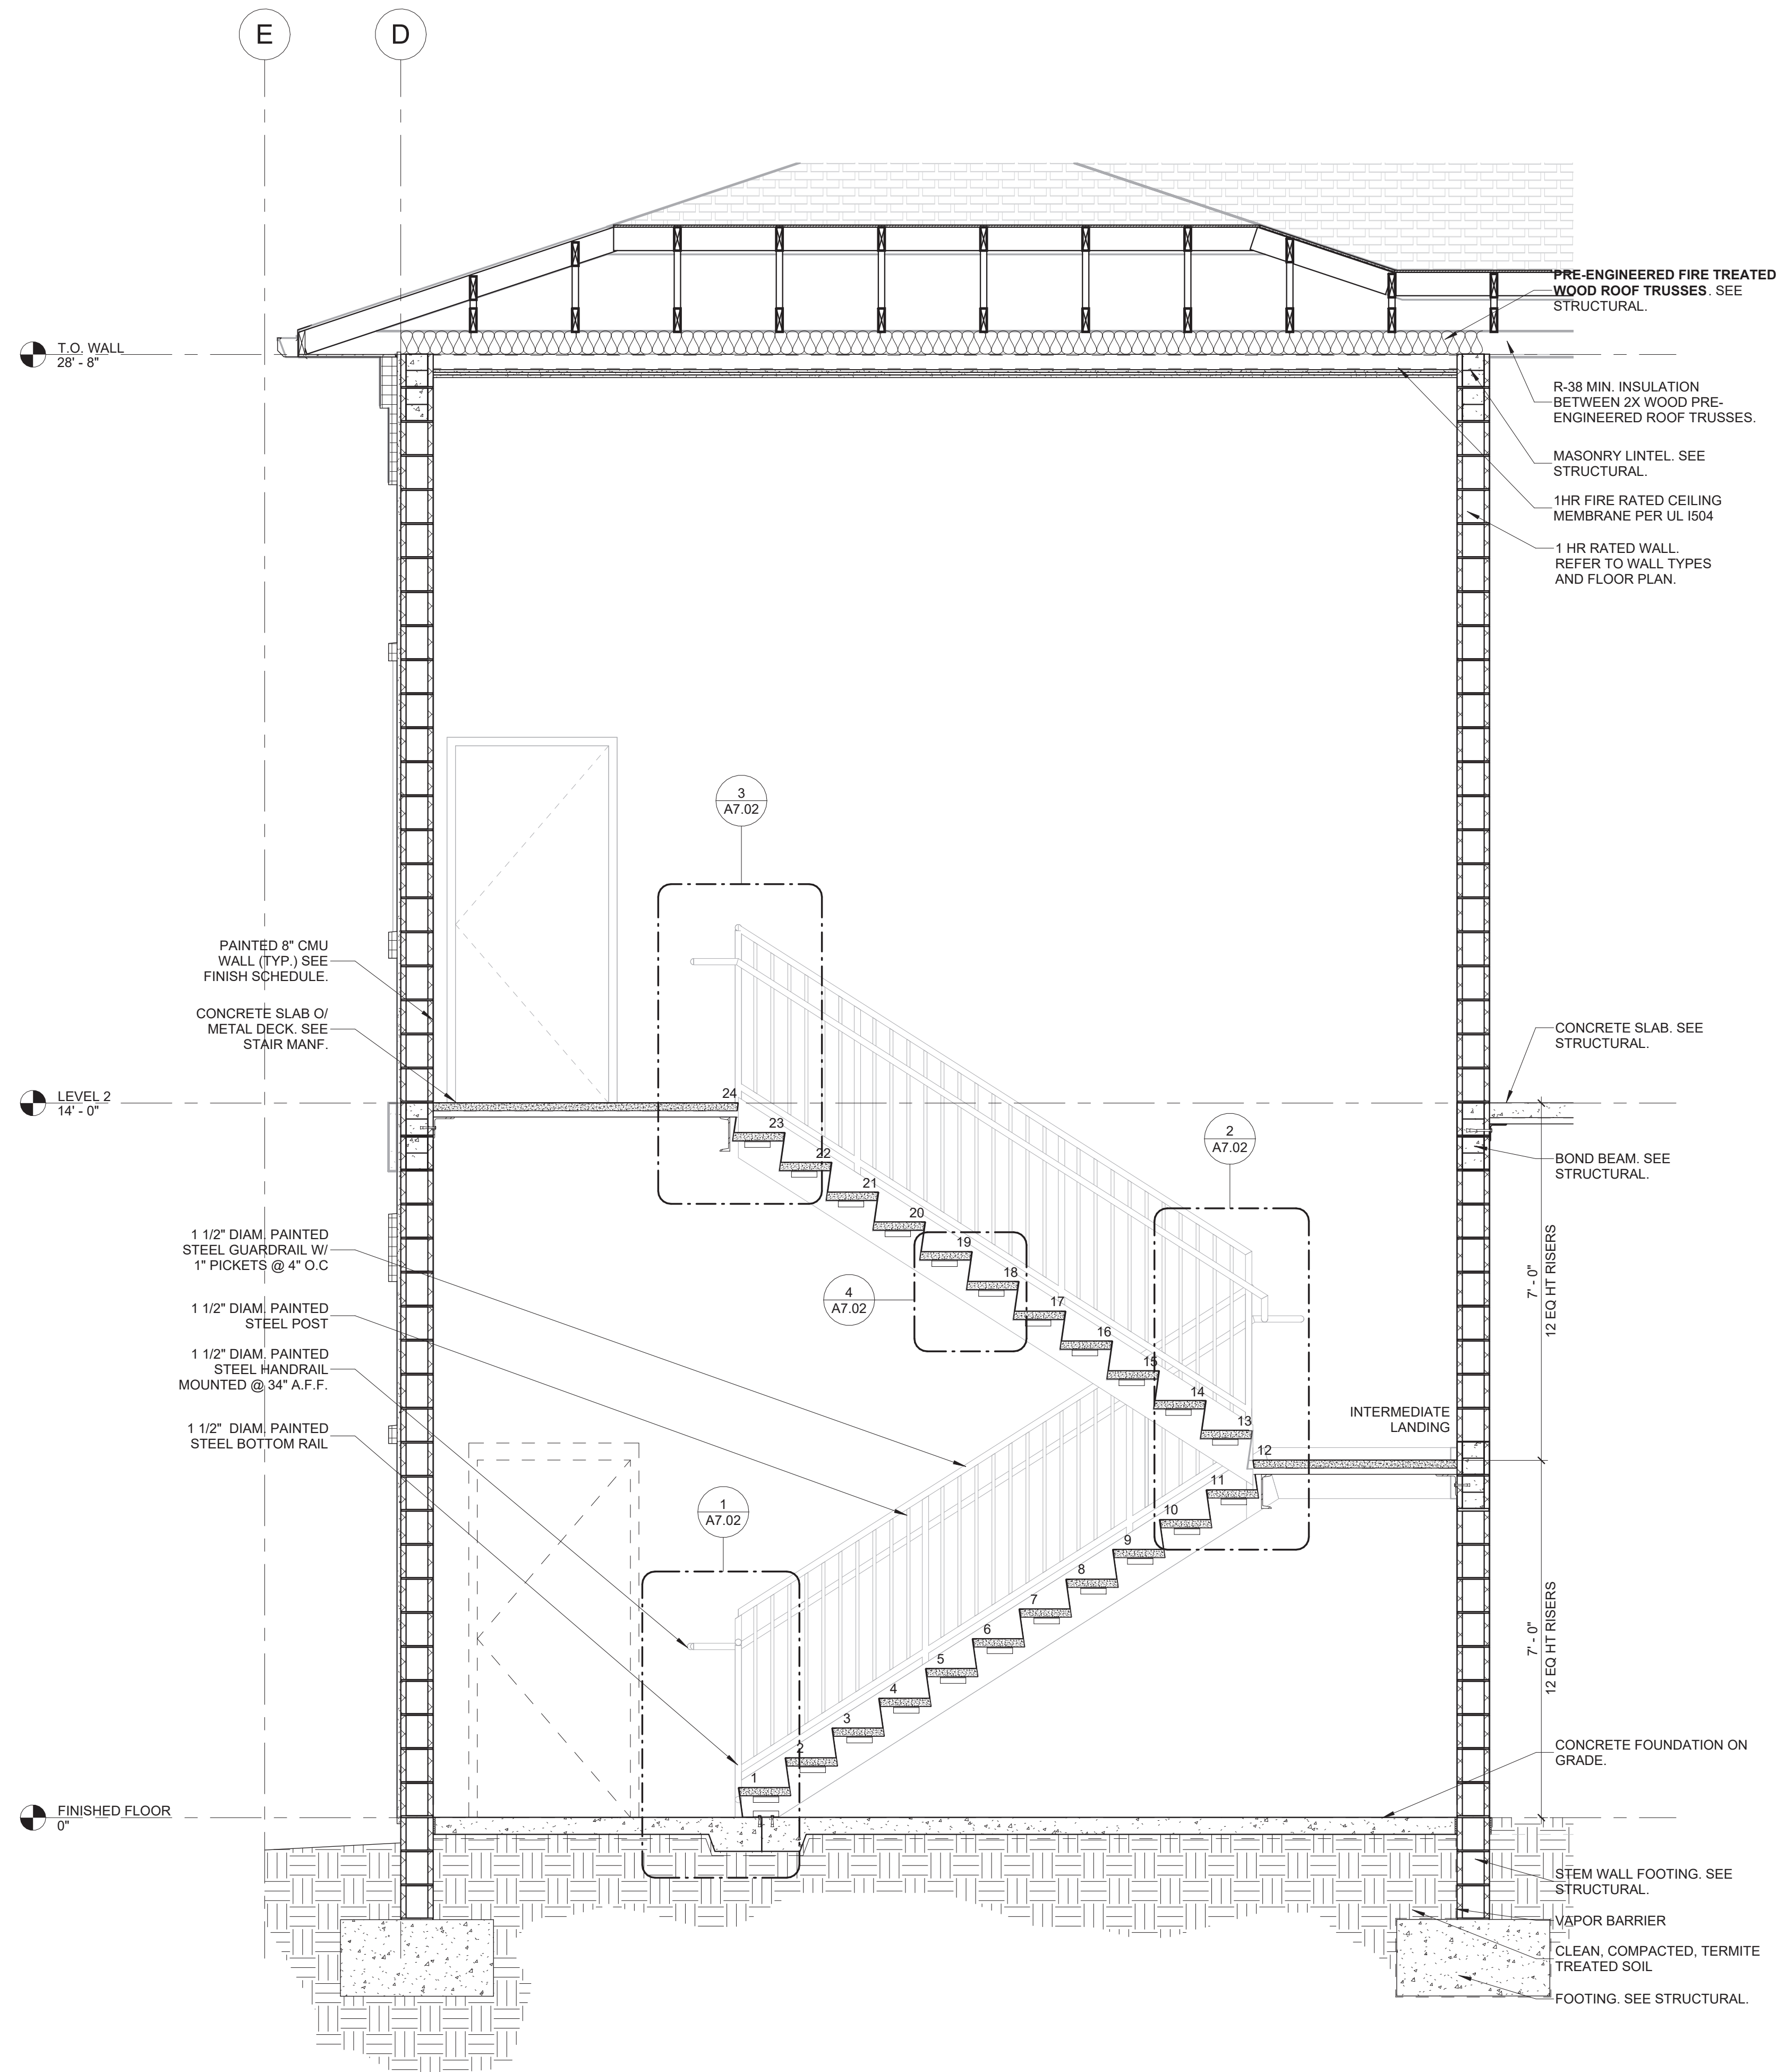 E
D
PRE-ENGINEERED FIRE TREATED
WOOD ROOF TRUSSES. SEE
STRUCTURAL.
T.O. WALL
28' - 8"
R-38 MIN. INSULATION
BETWEEN 2X WOOD PRE-
ENGINEERED ROOF TRUSSES.
MASONRY LINTEL. SEE
STRUCTURAL.
1HR FIRE RATED CEILING
MEMBRANE PER UL I504
1 HR RATED WALL.
REFER TO WALL TYPES
AND FLOOR PLAN.
3
A7.02
PAINTED 8" CMU
WALL (TYP.) SEE
FINISH SCHEDULE.
CONCRETE SLAB O/
METAL DECK. SEE
STAIR MANF.
CONCRETE SLAB. SEE
STRUCTURAL.
LEVEL 2
14' - 0"
24
23
22
21
20
19
18
17
16
15
14
13
12
11
10
9
8
7
6
5
4
3
2
1
2
A7.02
BOND BEAM. SEE
STRUCTURAL.
4
A7.02
7' - 0"
12 EQ HT RISERS
1 1/2" DIAM. PAINTED
STEEL GUARDRAIL W/
1" PICKETS @ 4" O.C
1 1/2" DIAM. PAINTED
STEEL POST
1 1/2" DIAM. PAINTED
STEEL HANDRAIL
MOUNTED @ 34" A.F.F.
1 1/2" DIAM. PAINTED
STEEL BOTTOM RAIL
INTERMEDIATE
LANDING
1
A7.02
7' - 0"
12 EQ HT RISERS
CONCRETE FOUNDATION ON
GRADE.
FINISHED FLOOR
0"
STEM WALL FOOTING. SEE
STRUCTURAL.
VAPOR BARRIER
CLEAN, COMPACTED, TERMITE
TREATED SOIL
FOOTING. SEE STRUCTURAL.